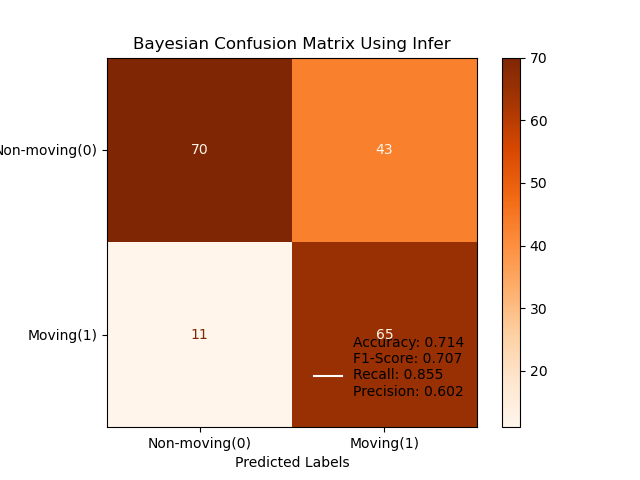 Bayesian Confusion Matrix Using Infer
70
Non-moving(0)
70
43
60
50
40
Moving(1)
11
65
30
Accuracy: 0.714
F1-Score: 0.707
Recall: 0.855
20
Precision: 0.602
Non-moving(0)
Moving(1)
Predicted Labels